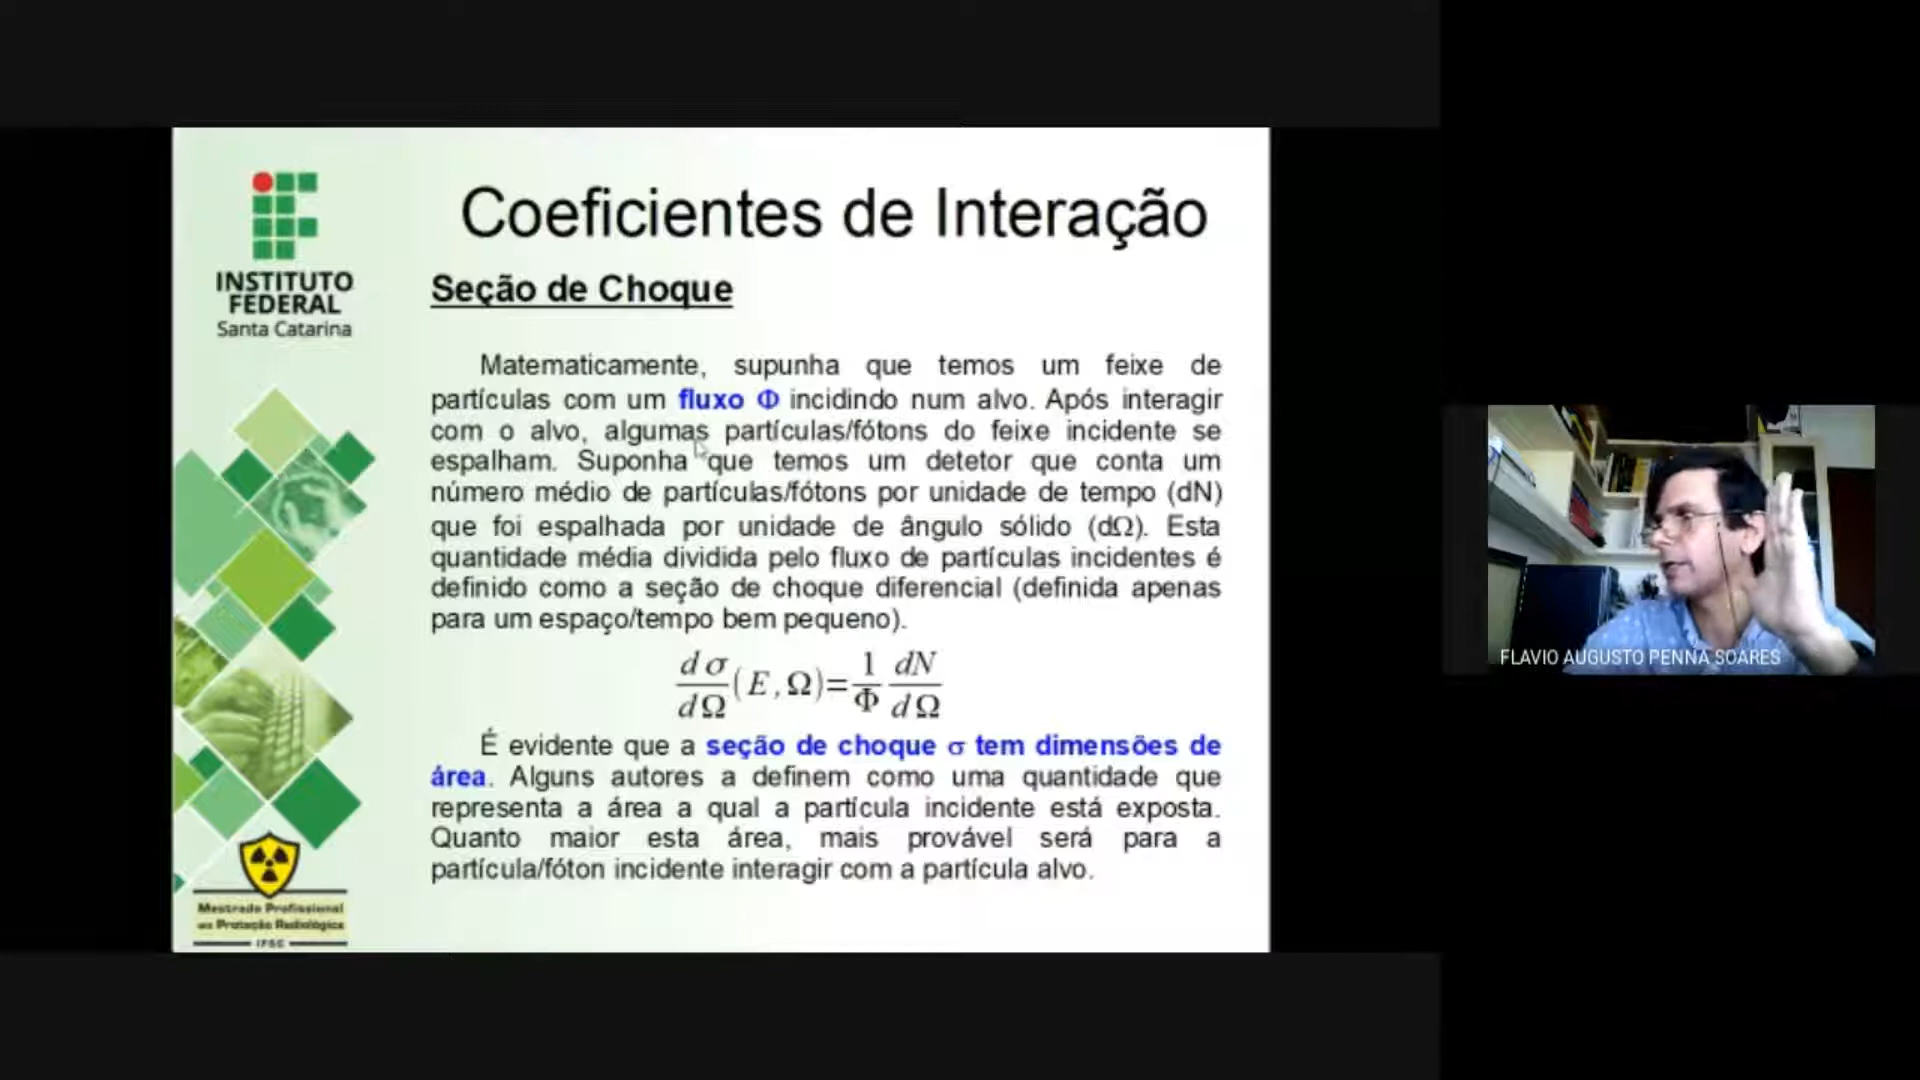 Coeficientes de Interação
INSTITUTO
FEDERAL
Santa Catarina
Seção de Choque
Matematicamente, supunha que temos um feixe de
partículas com um fluxo Φ incidindo num alvo. Após interagir
com o alvo, algumas partículas/fótons do feixe incidente se
espalham. Suponha que temos um detetor que conta um
número médio de partículas/fótons por unidade de tempo (dN)
que foi espalhada por unidade de ângulo sólido (dΩ). Esta
quantidade média dividida pelo fluxo de partículas incidentes é
definido como a seção de choque diferencial (definida apenas
para um espaço/tempo bem pequeno).
dσ/dΩ (E,Ω)=1/Φ dN/dΩ
É evidente que a seção de choque σ tem dimensões de
área. Alguns autores a definem como uma quantidade que
representa a área a qual a partícula incidente está exposta.
Quanto maior esta área, mais provável será para a
partícula/fóton incidente interagir com a partícula alvo.
Mestrado Profissional
em Proteção Radiológica
IFSC
FLAVIO AUGUSTO PENNA SOARES